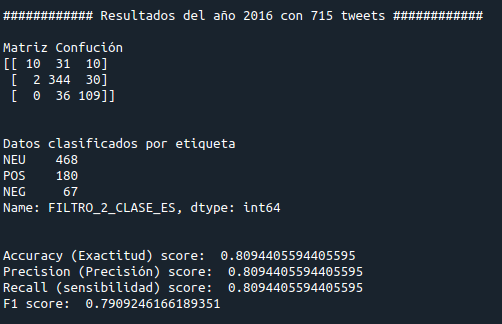 ############ Resultados del año 2016 con 715 tweets ############
Matriz Confución
[[ 10  31  10]
 [  2 344  30]
 [  0  36 109]]
Datos clasificados por etiqueta
NEU    468
POS    180
NEG     67
Name: FILTRO_2_CLASE_ES, dtype: int64
Accuracy (Exactitud) score:  0.8094405594405595
Precision (Precisión) score:  0.8094405594405595
Recall (sensibilidad) score:  0.8094405594405595
F1 score:  0.7909246166189351